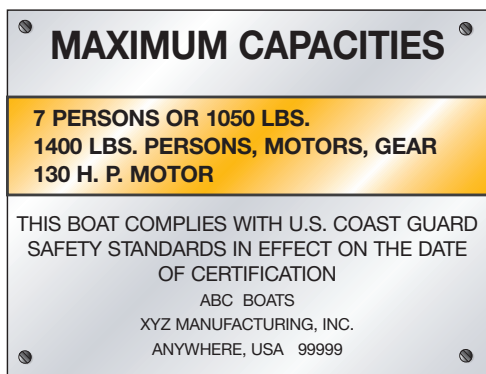 MAXIMUM CAPACITIES
7 PERSONS OR 1050 LBS.
1400 LBS. PERSONS, MOTORS, GEAR
130 H. P. MOTOR
THIS BOAT COMPLIES WITH U.S. COAST GUARD
SAFETY STANDARDS IN EFFECT ON THE DATE
OF CERTIFICATION
ABC BOATS
XYZ MANUFACTURING, INC.
ANYWHERE, USA 99999